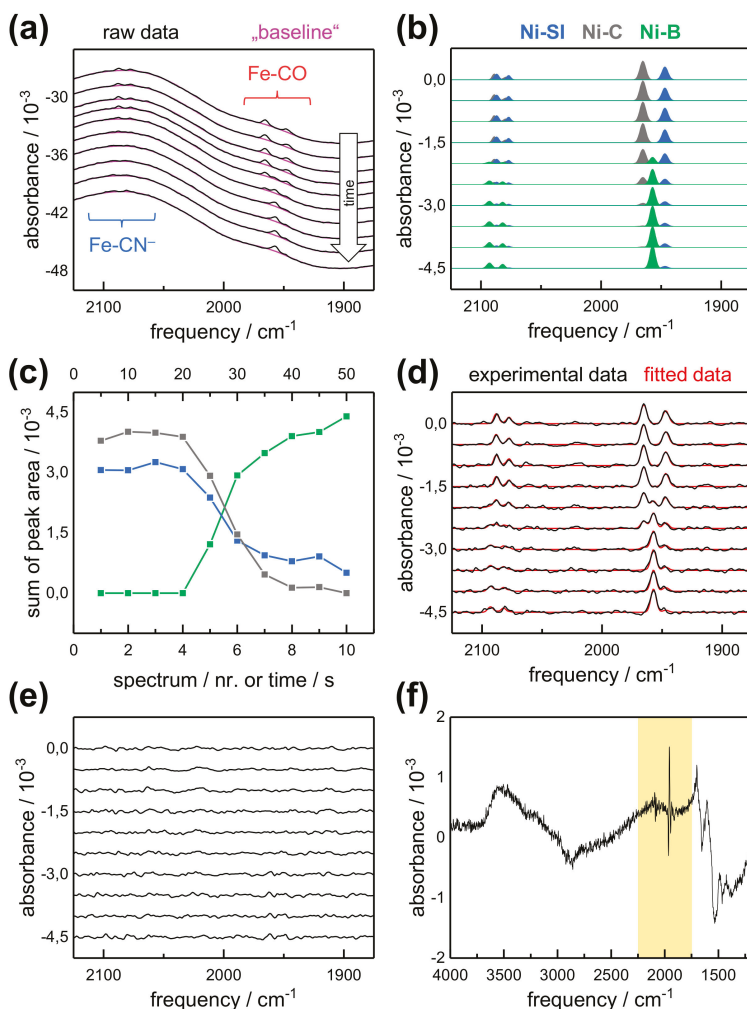 (a) raw data „baseline“
Fe-CO
-30
-36
-42
-48
time
Fe-CN⁻
absorbance / 10⁻³
2100 2000 1900
frequency / cm⁻¹
(b) Ni-SI Ni-C Ni-B
0,0
-1,5
-3,0
-4,5
absorbance / 10⁻³
2100 2000 1900
frequency / cm⁻¹
(c)
0 10 20 30 40 50
4,5
3,0
1,5
0,0
sum of peak area / 10⁻³
0 2 4 6 8 10
spectrum / nr. or time / s
(d) experimental data fitted data
0,0
-1,5
-3,0
-4,5
absorbance / 10⁻³
2100 2000 1900
frequency / cm⁻¹
(e)
0,0
-1,5
-3,0
-4,5
absorbance / 10⁻³
2100 2000 1900
frequency / cm⁻¹
(f)
2
1
0
-1
-2
absorbance / 10⁻³
4000 3500 3000 2500 2000 1500
frequency / cm⁻¹